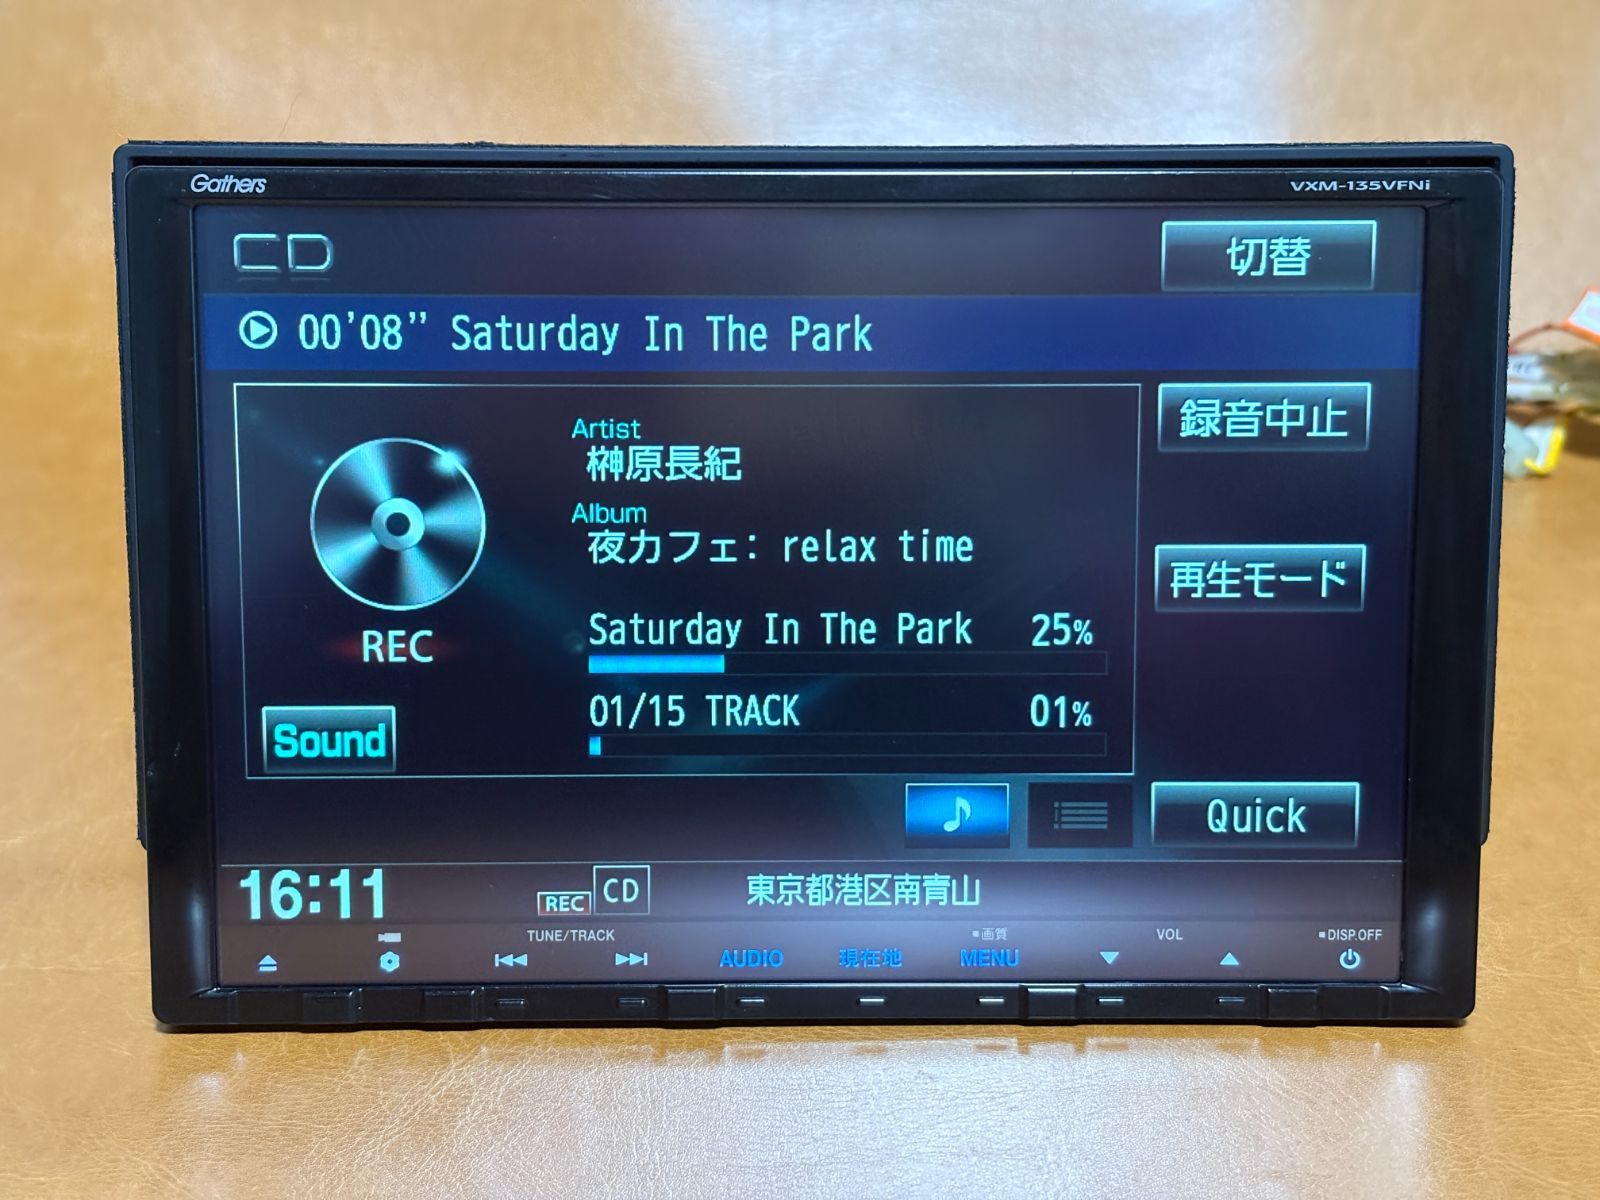 Gathers
VXM-135VFNi
CD
切替
00'08" Saturday In The Park
録音中止
Artist
榊原長紀
Album
夜カフェ: relax time
再生モード
REC
Saturday In The Park 25%
01/15 TRACK 01%
Sound
Quick
16:11
REC
CD
東京都港区南青山
TUNE/TRACK
画質
VOL
DISP.OFF
AUDIO
現在地
MENU